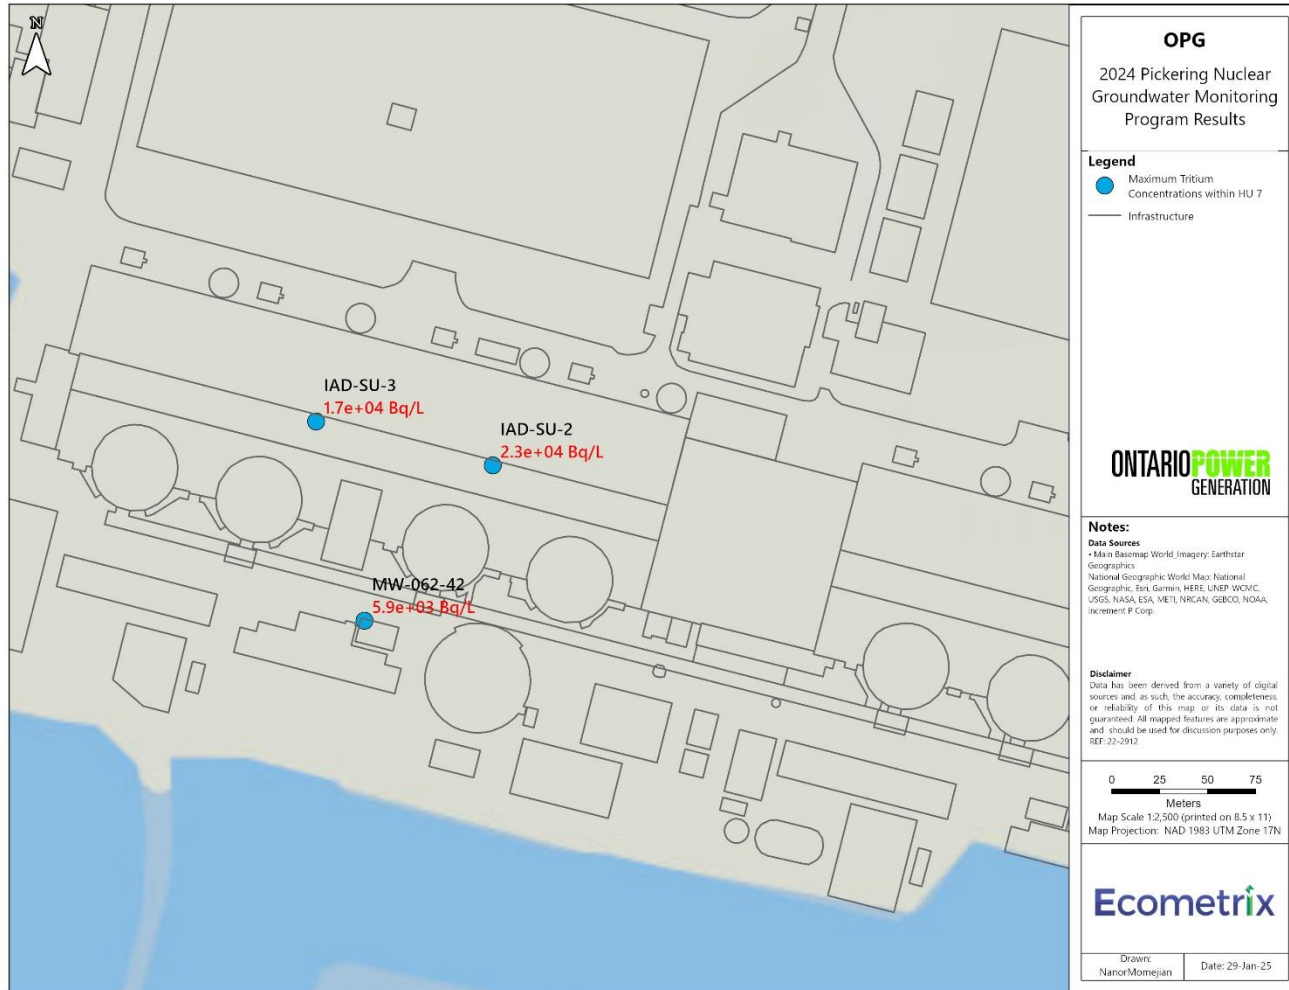 N
IAD-SU-3
1.7e+04 Bq/L
IAD-SU-2
2.3e+04 Bq/L
MW-062-42
5.9e+03 Bq/L
OPG
2024 Pickering Nuclear
Groundwater Monitoring
Program Results
Legend
Maximum Tritium
Concentrations within HU 7
Infrastructure
ONTARIOPOWER
GENERATION
Notes:
Data Sources
• Main Basemap World_Imagery: Earthstar
Geographics
National Geographic World Map: National
Geographic, Esri, Garmin, HERE, UNEP-WCMC,
USGS, NASA, ESA, METI, NRCAN, GEBCO, NOAA,
increment P Corp.
Disclaimer
Data has been derived from a variety of digital
sources and, as such, the accuracy, completeness,
or reliability of this map or its data is not
guaranteed. All mapped features are approximate
and should be used for discussion purposes only.
REF: 22-2912
0 25 50 75
Meters
Map Scale 1:2,500 (printed on 8.5 x 11)
Map Projection: NAD 1983 UTM Zone 17N
Ecometrix
Drawn:
NanorMomejian
Date: 29-Jan-25